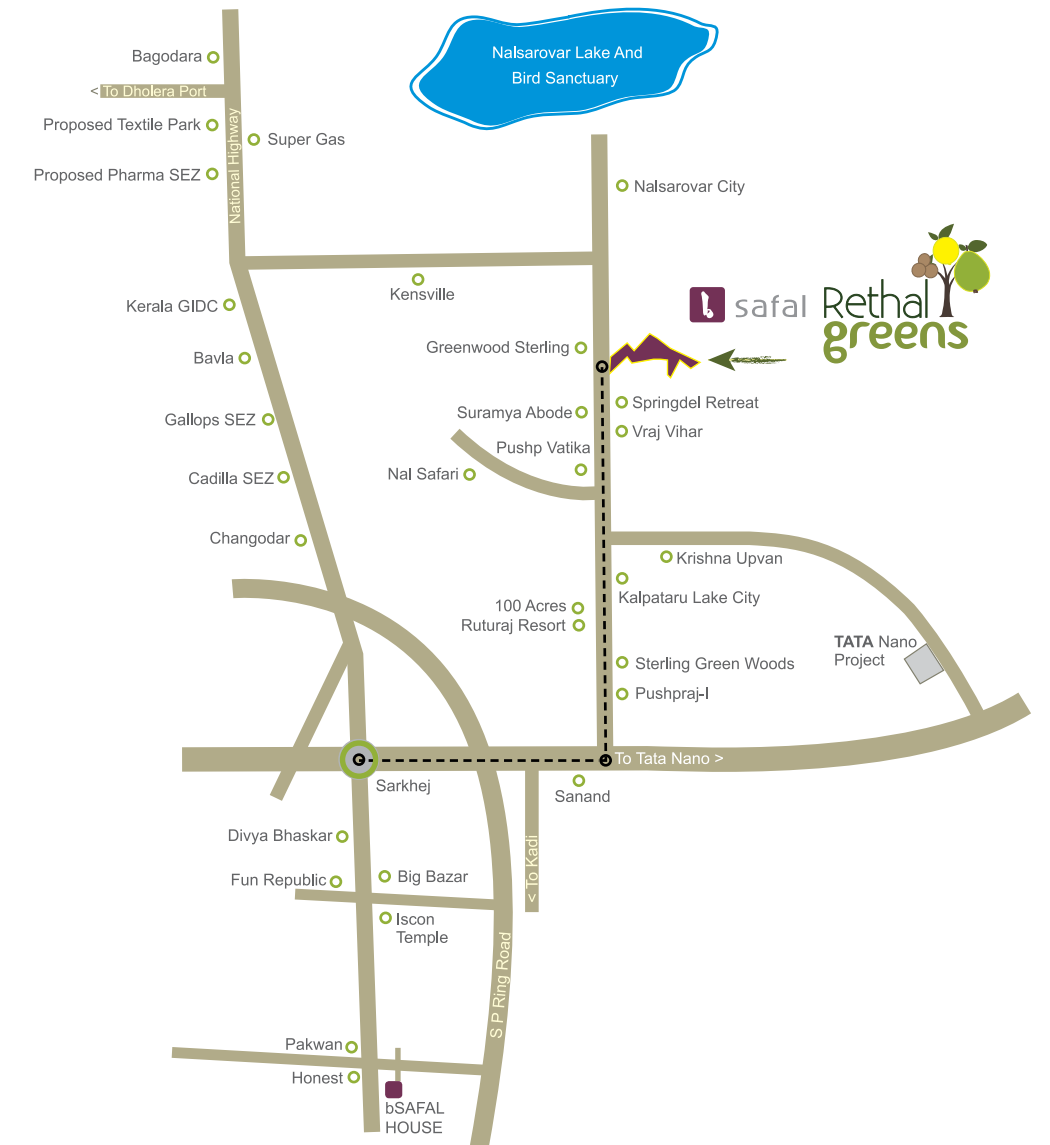 Nalsarovar Lake And
Bird Sanctuary
Bagodara
< To Dholera Port
Proposed Textile Park
Super Gas
National Highway
Proposed Pharma SEZ
Nalsarovar City
Kensville
Kerala GIDC
safal Rethal
greens
Greenwood Sterling
Bavla
Springdel Retreat
Suramya Abode
Gallops SEZ
Vraj Vihar
Pushp Vatika
Nal Safari
Cadilla SEZ
Changodar
Krishna Upvan
Kalpataru Lake City
100 Acres
Ruturaj Resort
TATA Nano
Project
Sterling Green Woods
Pushpraj-I
To Tata Nano >
Sarkhej
Sanand
Divya Bhaskar
< To Kadi
Fun Republic
Big Bazar
Iscon
Temple
S P Ring Road
Pakwan
Honest
bSAFAL
HOUSE